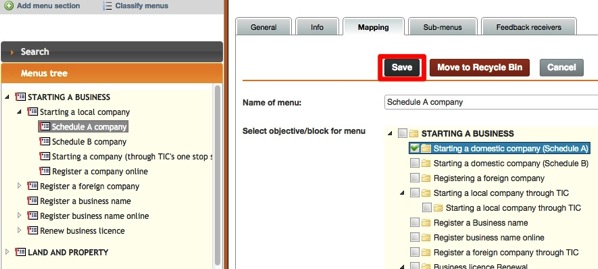 Add menu section Classify menus
Search
Menus tree
STARTING A BUSINESS
Starting a local company
Schedule A company
Schedule B company
Starting a company (through TIC's one stop s
Register a company online
Register a foreign company
Register a business name
Register business name online
Renew business licence
LAND AND PROPERTY
General Info Mapping Sub-menus Feedback receivers
Save Move to Recycle Bin Cancel
Name of menu: Schedule A company
Select objective/block for menu
STARTING A BUSINESS
Starting a domestic company (Schedule A)
Starting a domestic company (Schedule B)
Registering a foreign company
Starting a local company through TIC
Starting a local company through TIC
Register a Business name
Register business name online
Register a foreign company through TIC
Business licence Renewal